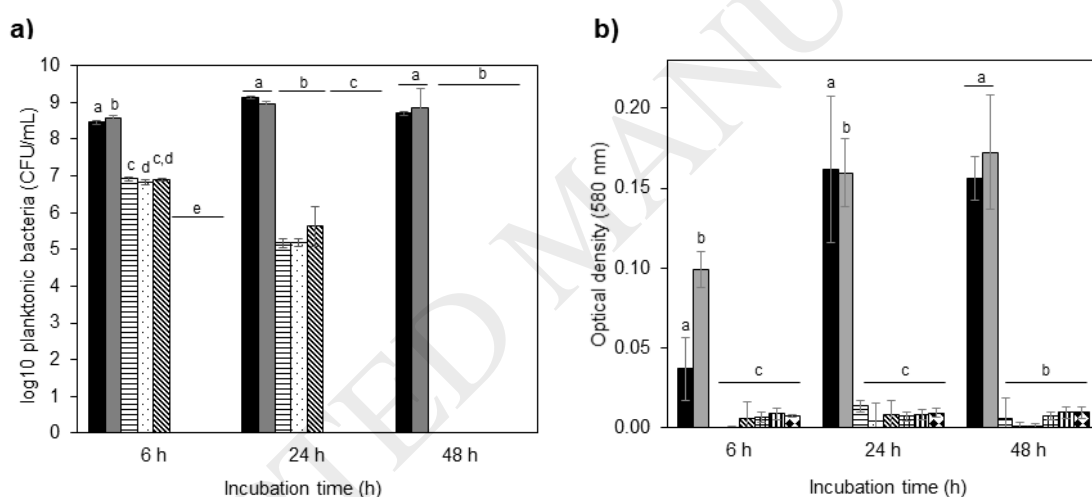 a)
log10 planktonic bacteria (CFU/mL)
10
9
8
7
6
5
4
3
2
1
0
a b
c d c,d
e
a b c
a b
6 h 24 h 48 h
Incubation time (h)
b)
Optical density (580 nm)
0.20
0.15
0.10
0.05
0.00
a b c
a b c
a b
6 h 24 h 48 h
Incubation time (h)
TED MANU